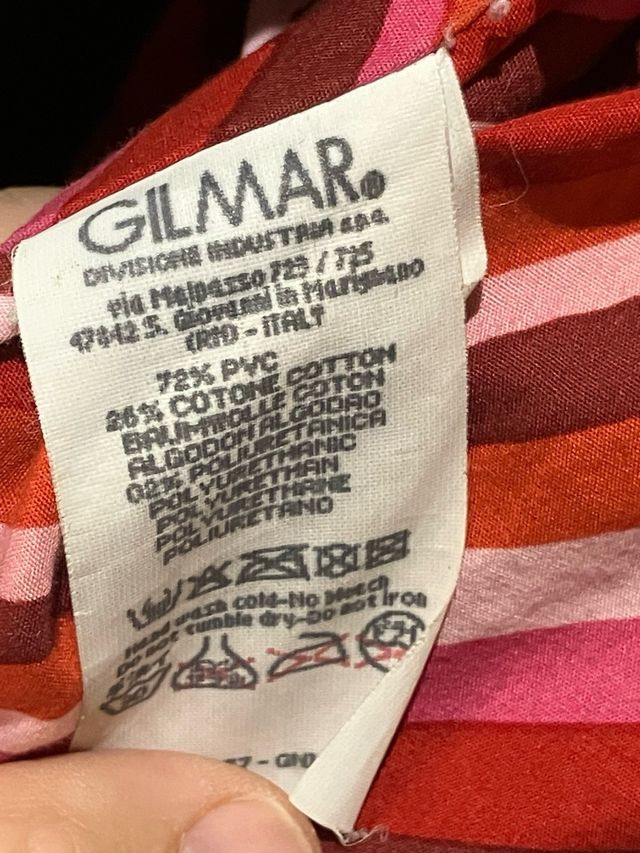 GILMAR®
DIVISIONE INDUSTRIA s.p.a.
via Malpasso 723 / 725
47842 S. Giovanni in Marignano
(RN) - ITALY
72% PVC
26% COTONE COTTON
BAUMWOLLE COTON
ALGODON ALGODAO
02% POLIURETANICA
POLYURETHANIC
POLYURETHAN
POLYURETHANE
POLIURETANO
Hand wash cold-No bleach
Do not tumble dry-Do not iron